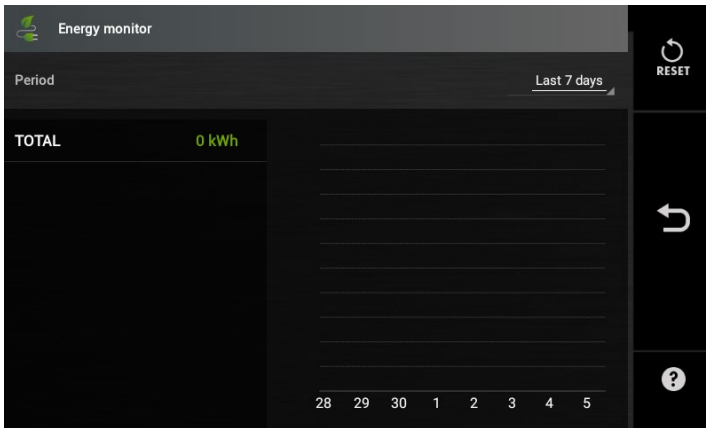 Energy monitor
RESET
Period Last 7 days
TOTAL 0 kWh
28 29 30 1 2 3 4 5
?